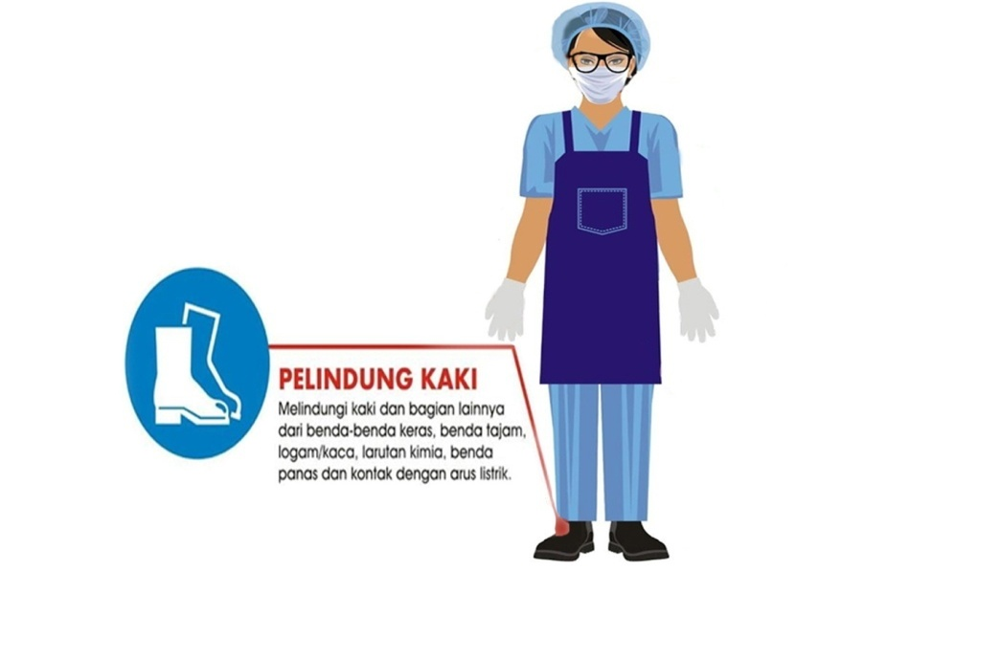 PELINDUNG KAKI
Melindungi kaki dan bagian lainnya
dari benda-benda keras, benda tajam,
logam/kaca, larutan kimia, benda
panas dan kontak dengan arus listrik.